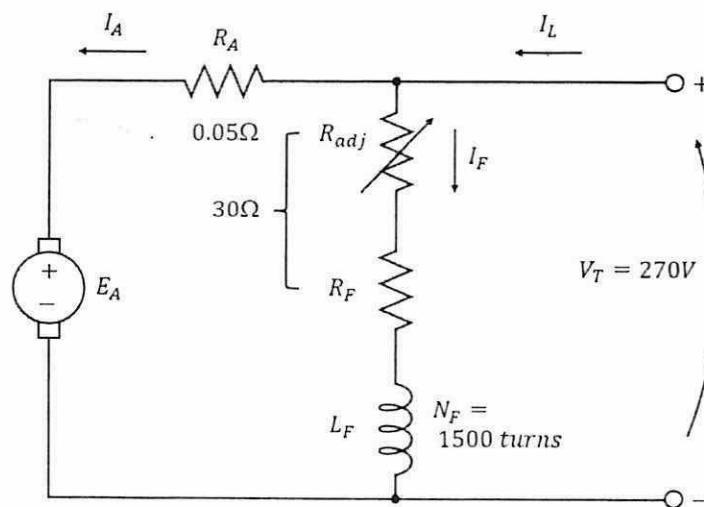 I_A
R_A
I_L
+
0.05Ω
R_adj
I_F
30Ω
+
−
E_A
R_F
V_T = 270V
L_F
N_F =
1500 turns
−